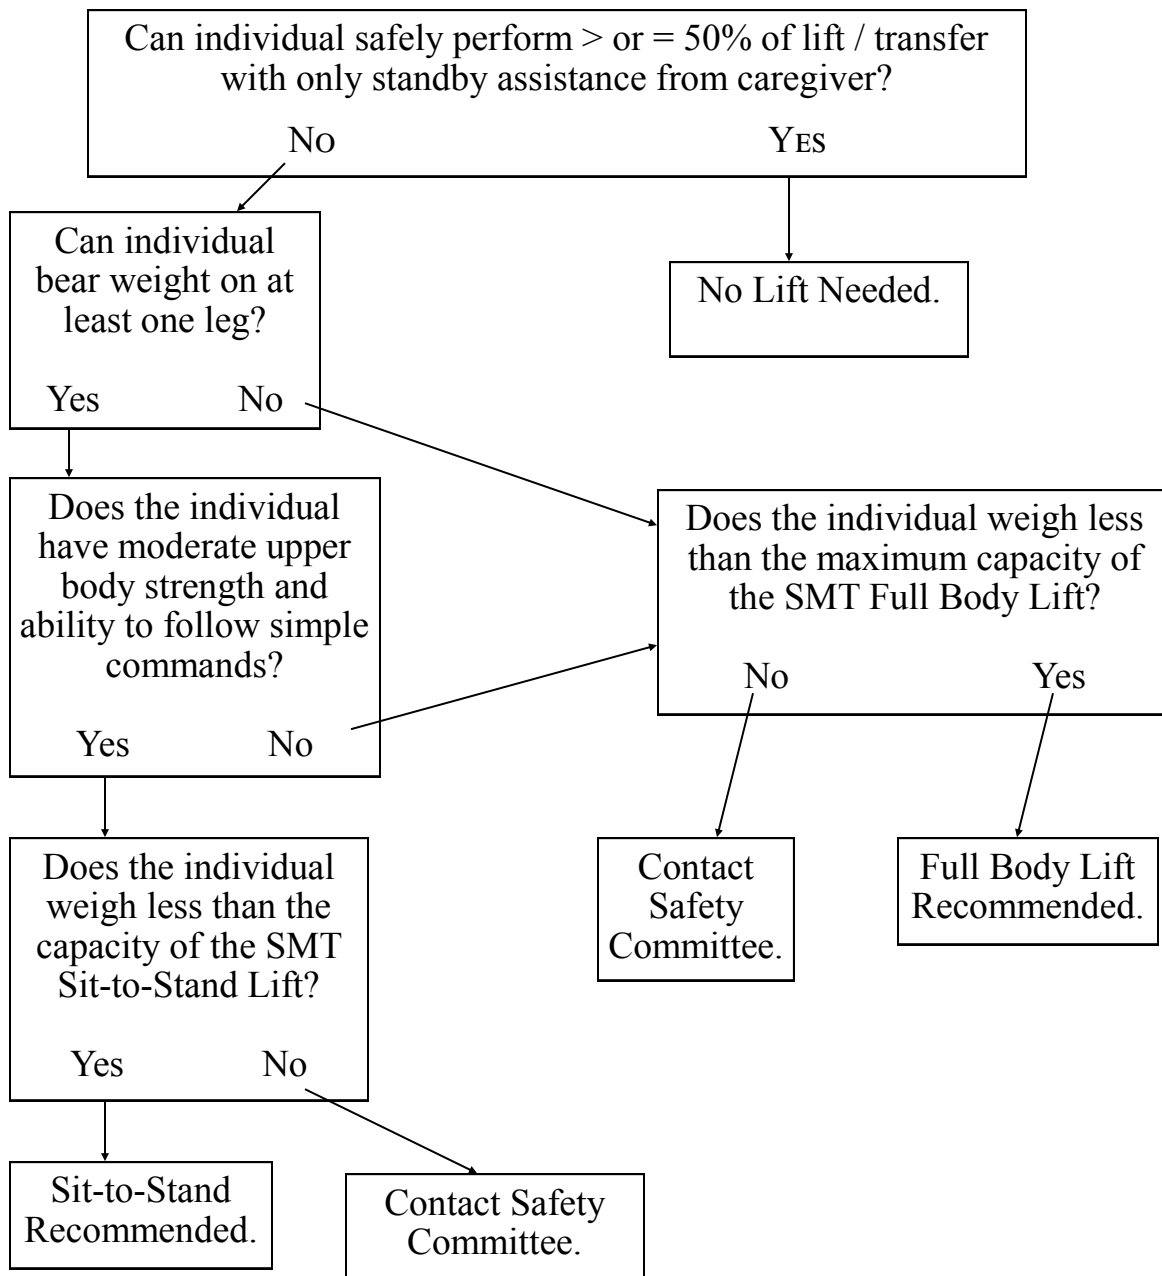 Can individual safely perform > or = 50% of lift / transfer
with only standby assistance from caregiver?
No YES
Can individual
bear weight on at
least one leg?
Yes No
No Lift Needed.
Does the individual
have moderate upper
body strength and
ability to follow simple
commands?
Yes No
Does the individual weigh less
than the maximum capacity of
the SMT Full Body Lift?
No Yes
Does the individual
weigh less than the
capacity of the SMT
Sit-to-Stand Lift?
Yes No
Contact
Safety
Committee.
Full Body Lift
Recommended.
Sit-to-Stand
Recommended.
Contact Safety
Committee.